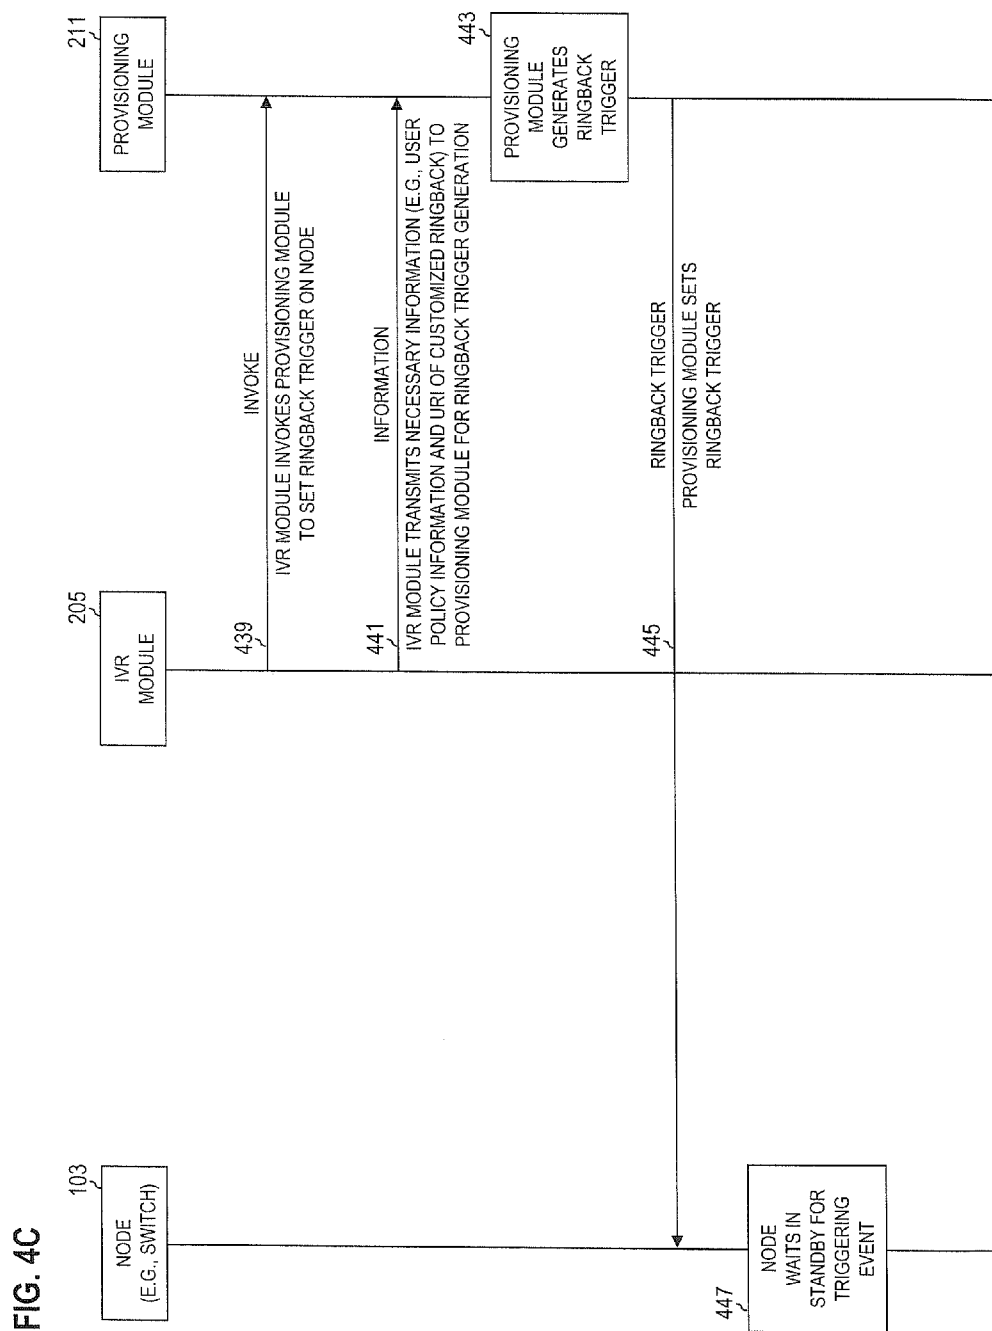 FIG. 4C
103
NODE
(E.G., SWITCH)
205
IVR
MODULE
211
PROVISIONING
MODULE
INVOKE
439
IVR MODULE INVOKES PROVISIONING MODULE
TO SET RINGBACK TRIGGER ON NODE
INFORMATION
441
IVR MODULE TRANSMITS NECESSARY INFORMATION (E.G., USER
POLICY INFORMATION AND URI OF CUSTOMIZED RINGBACK) TO
PROVISIONING MODULE FOR RINGBACK TRIGGER GENERATION
443
PROVISIONING
MODULE
GENERATES
RINGBACK
TRIGGER
RINGBACK TRIGGER
445
PROVISIONING MODULE SETS
RINGBACK TRIGGER
447
NODE
WAITS IN
STANDBY FOR
TRIGGERING
EVENT